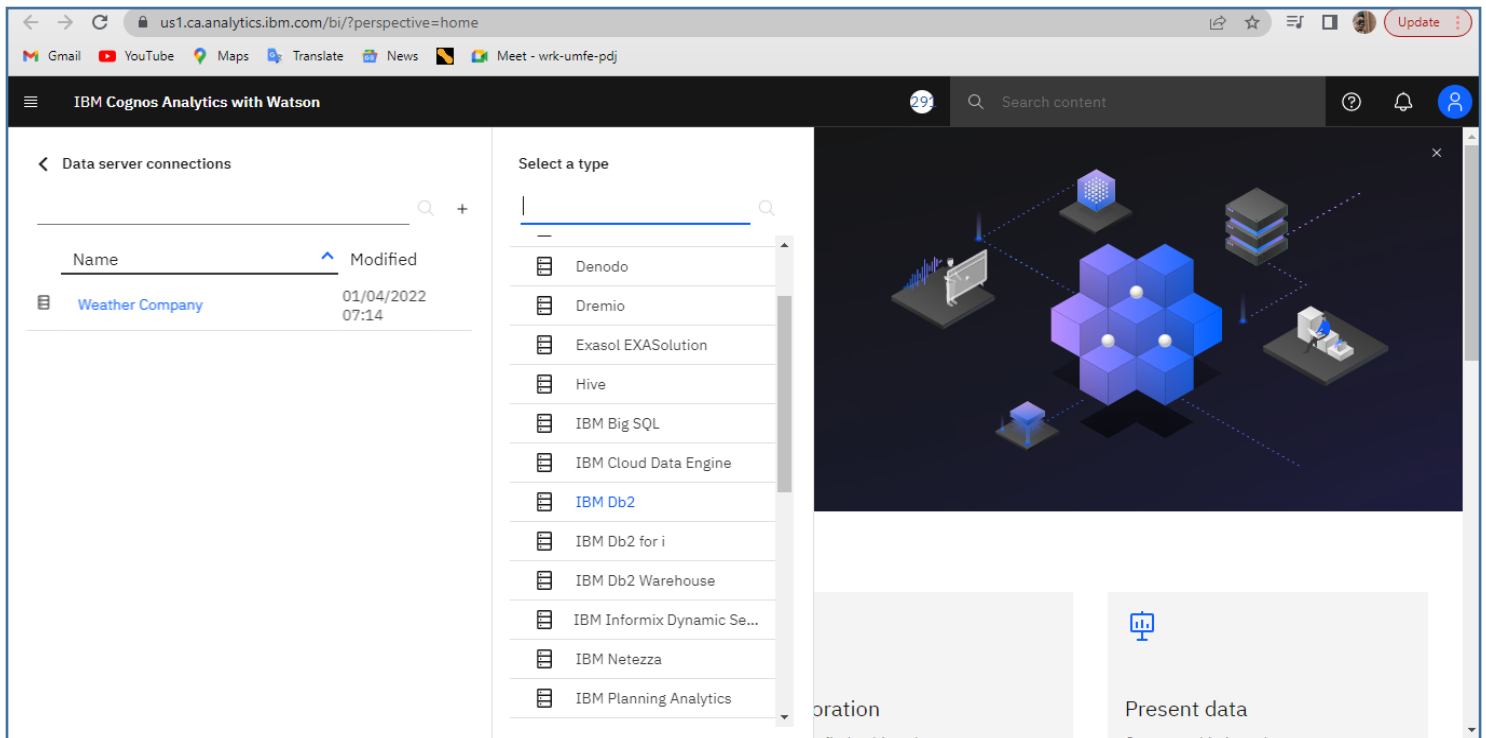 us1.ca.analytics.ibm.com/bi/?perspective=home
Update
Gmail YouTube Maps Translate News Meet - wrk-umfe-pdj
IBM Cognos Analytics with Watson
291
Search content
Data server connections
Name Modified
Weather Company 01/04/2022
07:14
Select a type
Denodo
Dremio
Exasol EXASolution
Hive
IBM Big SQL
IBM Cloud Data Engine
IBM Db2
IBM Db2 for i
IBM Db2 Warehouse
IBM Informix Dynamic Se...
IBM Netezza
IBM Planning Analytics
oration
Present data